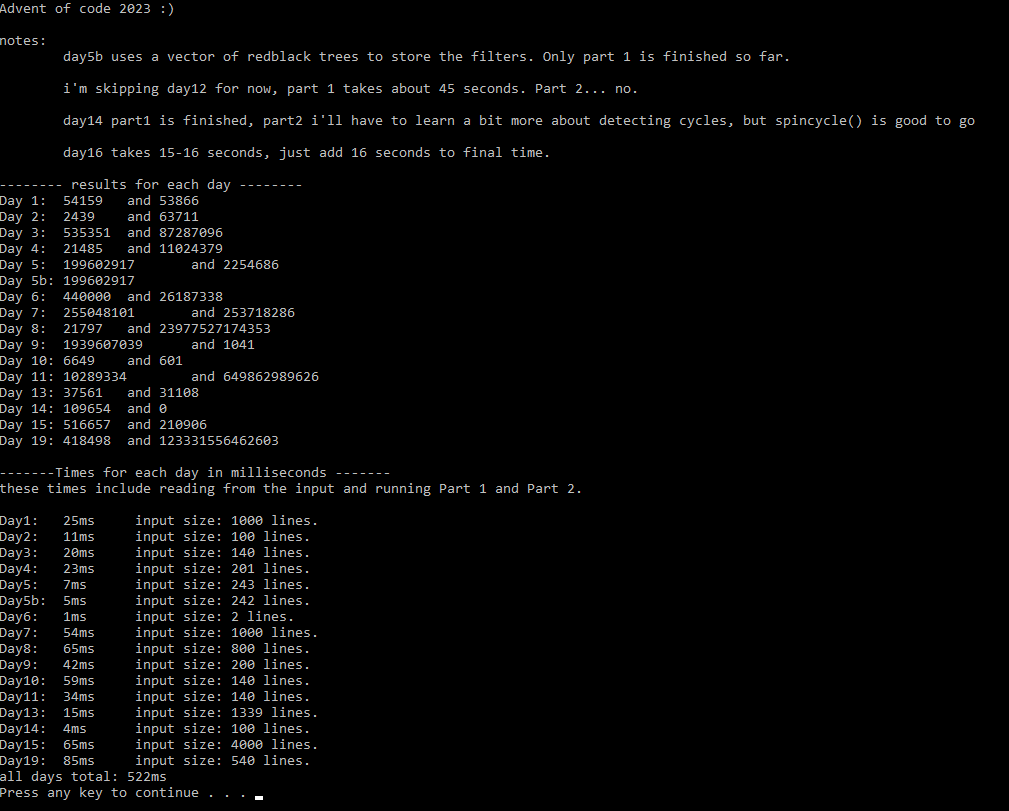 Advent of code 2023 :)
notes:
day5b uses a vector of redblack trees to store the filters. Only part 1 is finished so far.
i'm skipping day12 for now, part 1 takes about 45 seconds. Part 2... no.
day14 part1 is finished, part2 i'll have to learn a bit more about detecting cycles, but spincycle() is good to go
day16 takes 15-16 seconds, just add 16 seconds to final time.
-------- results for each day --------
Day 1: 54159 and 53866
Day 2: 2439 and 63711
Day 3: 535351 and 87287096
Day 4: 21485 and 11024379
Day 5: 199602917 and 2254686
Day 5b: 199602917
Day 6: 440000 and 26187338
Day 7: 255048101 and 253718286
Day 8: 21797 and 23977527174353
Day 9: 1939607039 and 1041
Day 10: 6649 and 601
Day 11: 10289334 and 649862989626
Day 13: 37561 and 31108
Day 14: 109654 and 0
Day 15: 516657 and 210906
Day 19: 418498 and 123331556462603
-------Times for each day in milliseconds -------
these times include reading from the input and running Part 1 and Part 2.
Day1: 25ms input size: 1000 lines.
Day2: 11ms input size: 100 lines.
Day3: 20ms input size: 140 lines.
Day4: 23ms input size: 201 lines.
Day5: 7ms input size: 243 lines.
Day5b: 5ms input size: 242 lines.
Day6: 1ms input size: 2 lines.
Day7: 54ms input size: 1000 lines.
Day8: 65ms input size: 800 lines.
Day9: 42ms input size: 200 lines.
Day10: 59ms input size: 140 lines.
Day11: 34ms input size: 140 lines.
Day13: 15ms input size: 1339 lines.
Day14: 4ms input size: 100 lines.
Day15: 65ms input size: 4000 lines.
Day19: 85ms input size: 540 lines.
all days total: 522ms
Press any key to continue . . .